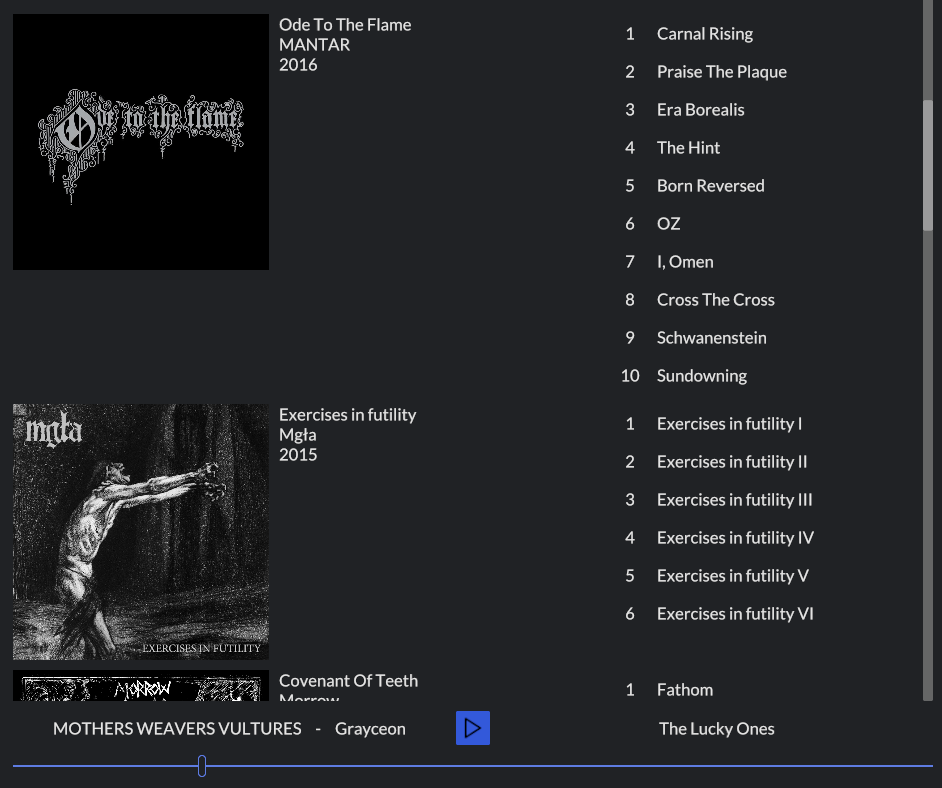 Ode to the flame
Ode To The Flame
MANTAR
2016
1 Carnal Rising
2 Praise The Plaque
3 Era Borealis
4 The Hint
5 Born Reversed
6 OZ
7 I, Omen
8 Cross The Cross
9 Schwanenstein
10 Sundowning
mgła
EXERCISES IN FUTILITY
Exercises in futility
Mgła
2015
1 Exercises in futility I
2 Exercises in futility II
3 Exercises in futility III
4 Exercises in futility IV
5 Exercises in futility V
6 Exercises in futility VI
MORROW
Covenant Of Teeth
Morrow
1 Fathom
MOTHERS WEAVERS VULTURES - Grayceon
The Lucky Ones